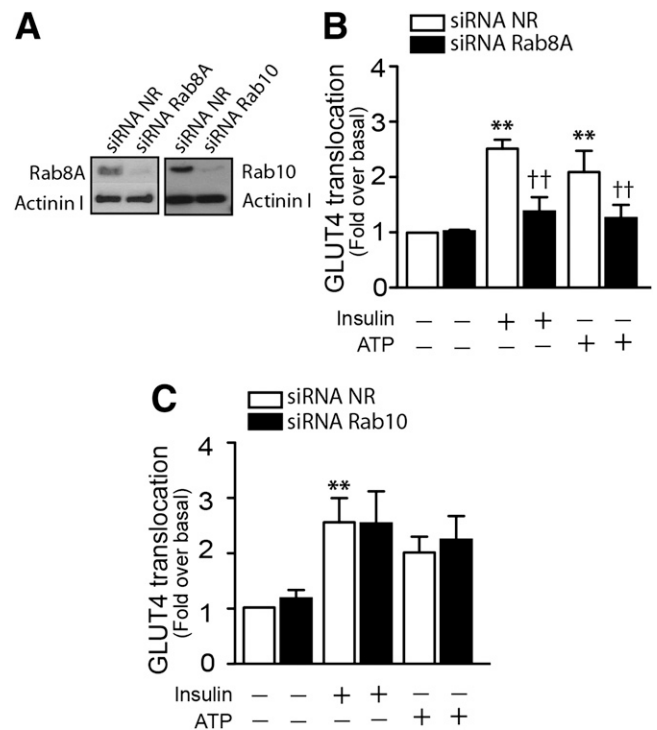 A
siRNA NR
siRNA Rab8A
siRNA NR
siRNA Rab10
Rab8A
Rab10
Actinin I
Actinin I
B
siRNA NR
siRNA Rab8A
GLUT4 translocation
(Fold over basal)
4
3
2
1
0
**
††
**
††
Insulin – – + + – –
ATP – – – – + +
C
siRNA NR
siRNA Rab10
GLUT4 translocation
(Fold over basal)
4
3
2
1
0
**
Insulin – – + + – –
ATP – – – – + +